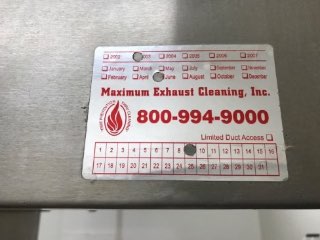 2002 2003 2004 2005 2006 2007
January March May July September November
February April June August October December
Maximum Exhaust Cleaning, Inc.
800-994-9000
Limited Duct Access
1 2 3 4 5 6 7 8 10 11 12 13 14 15 16
17 18 19 20 21 22 23 24 25 26 27 28 29 30 31